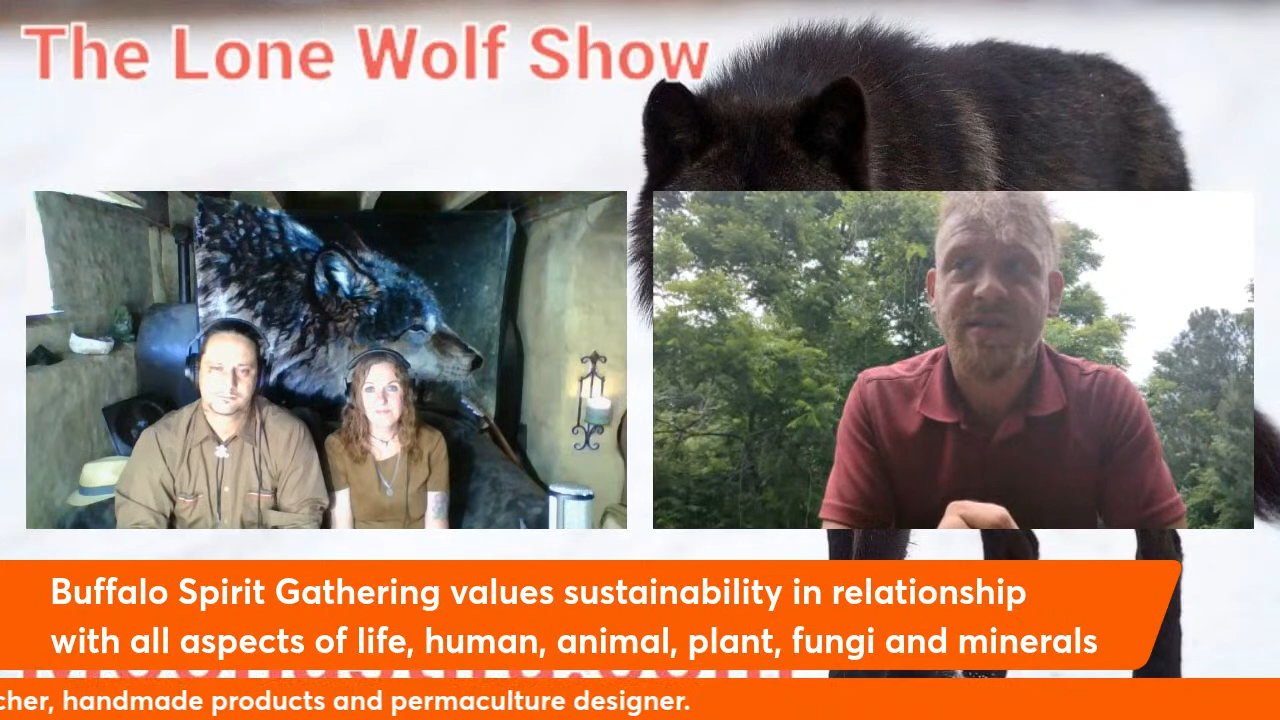 The Lone Wolf Show
Buffalo Spirit Gathering values sustainability in relationship
with all aspects of life, human, animal, plant, fungi and minerals
handmade products and permaculture designer.